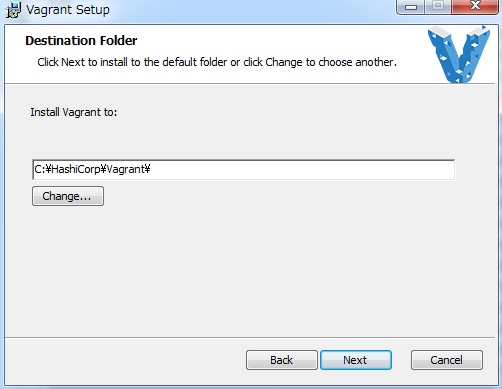 Vagrant Setup
Destination Folder
Click Next to install to the default folder or click Change to choose another.
Install Vagrant to:
C:¥HashiCorp¥Vagrant¥
Change...
Back
Next
Cancel